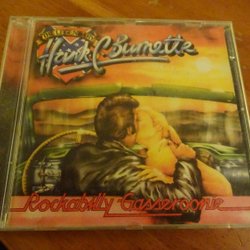 Hank C. Burnette
Rockabilly Gasseroonie